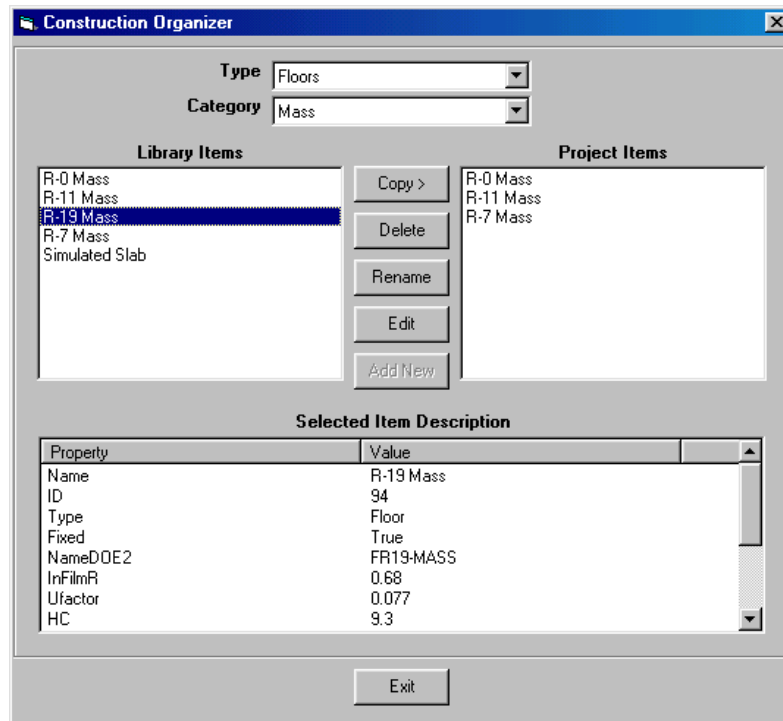 Construction Organizer
Type Floors
Category Mass
Library Items
R-0 Mass
R-11 Mass
R-19 Mass
R-7 Mass
Simulated Slab
Copy >
Delete
Rename
Edit
Add New
Project Items
R-0 Mass
R-11 Mass
R-7 Mass
Selected Item Description
Property Value
Name R-19 Mass
ID 94
Type Floor
Fixed True
NameDOE2 FR19-MASS
InFilmR 0.68
Ufactor 0.077
HC 9.3
Exit